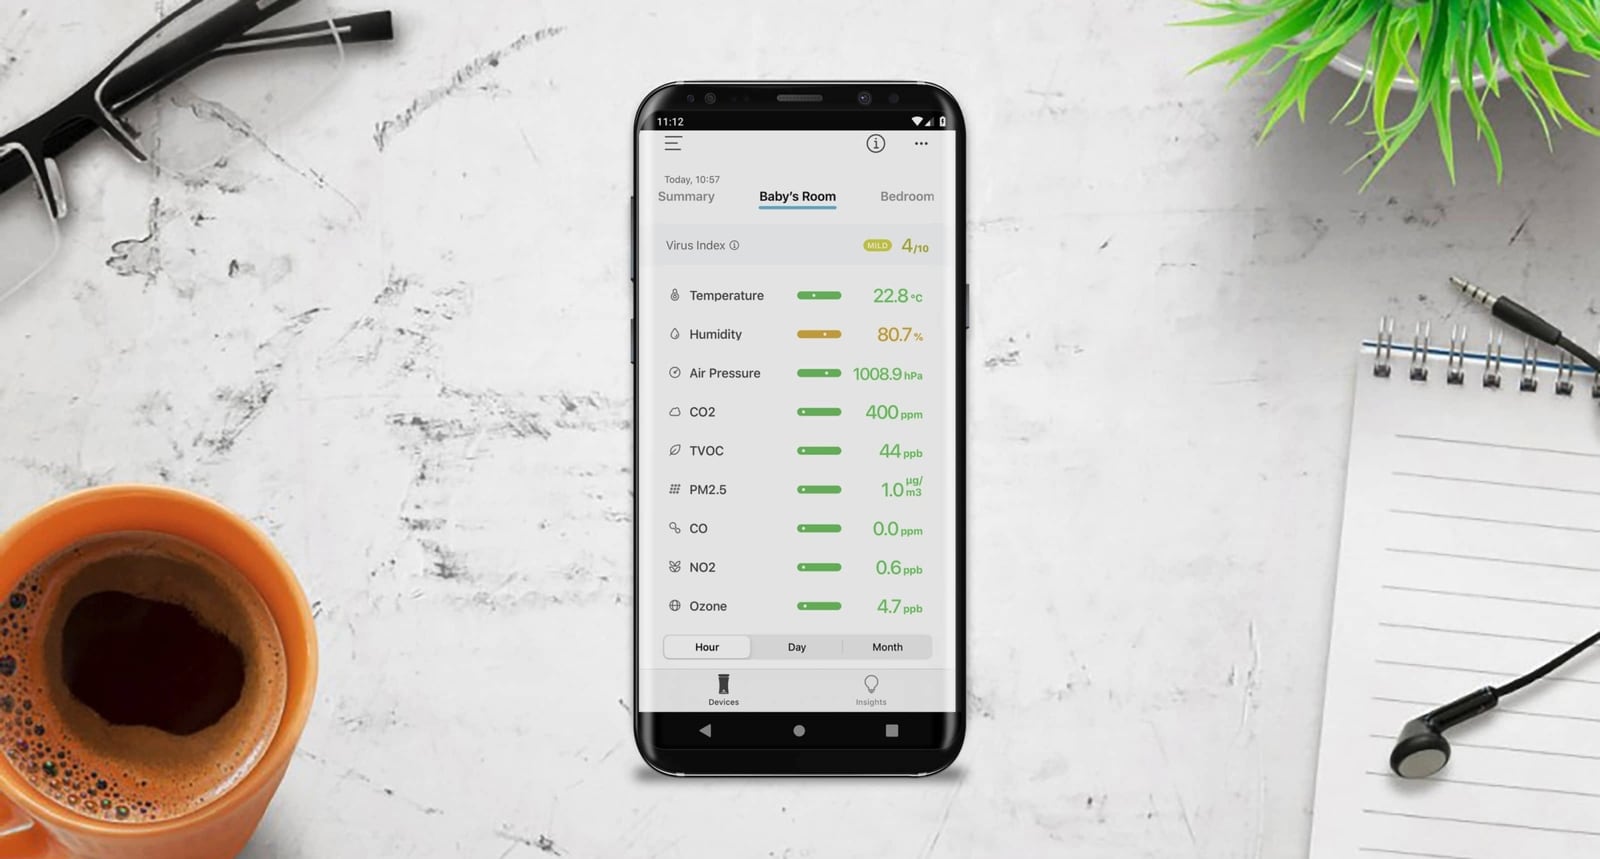 11:12
Today, 10:57
Summary Baby's Room Bedroom
Virus Index MILD 4/10
Temperature 22.8 °C
Humidity 80.7 %
Air Pressure 1008.9 hPa
CO2 400 ppm
TVOC 44 ppb
PM2.5 1.0 µg/m3
CO 0.0 ppm
NO2 0.6 ppb
Ozone 4.7 ppb
Hour Day Month
Devices Insights